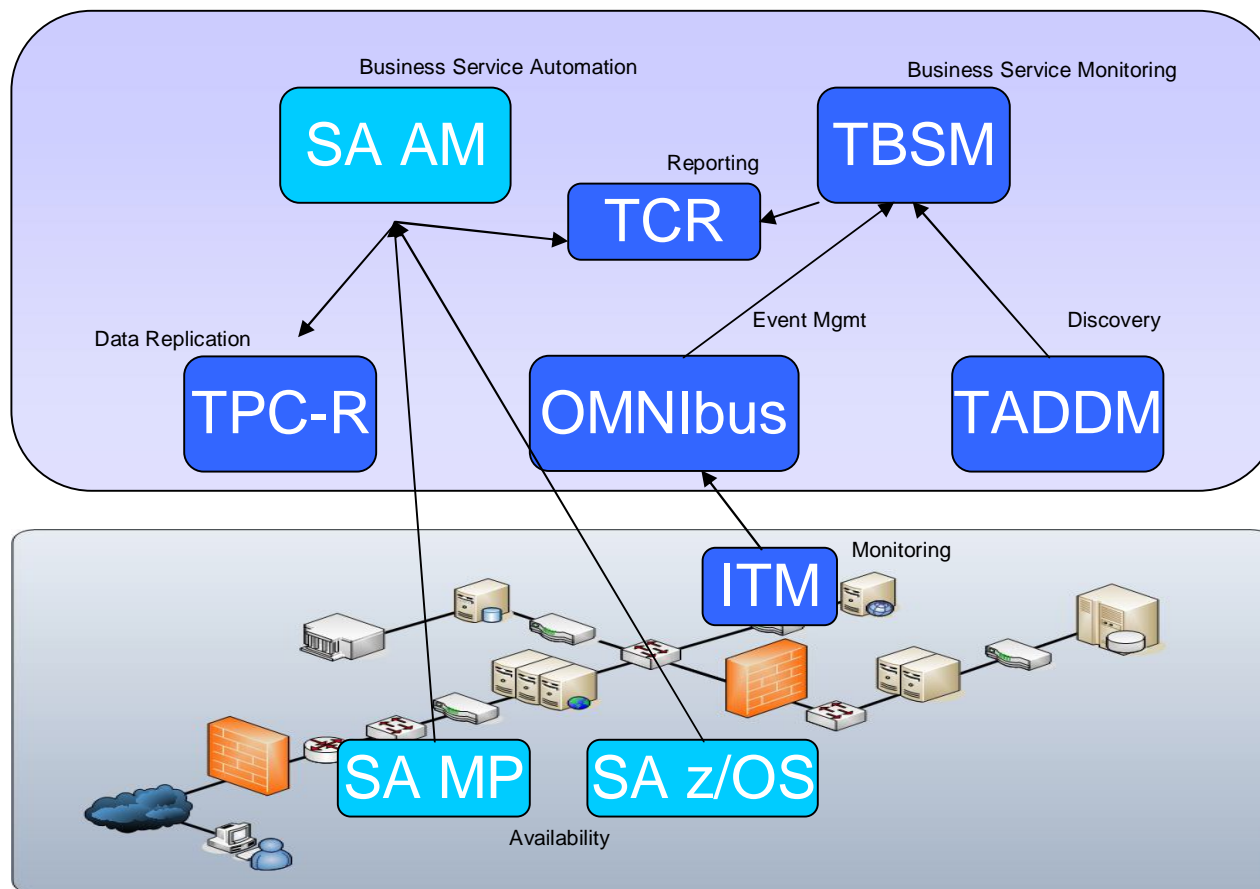 Business Service Automation
Business Service Monitoring
SA AM
TBSM
Reporting
TCR
Event Mgmt
Discovery
Data Replication
TPC-R
OMNIbus
TADDM
Monitoring
ITM
SA MP
SA z/OS
Availability